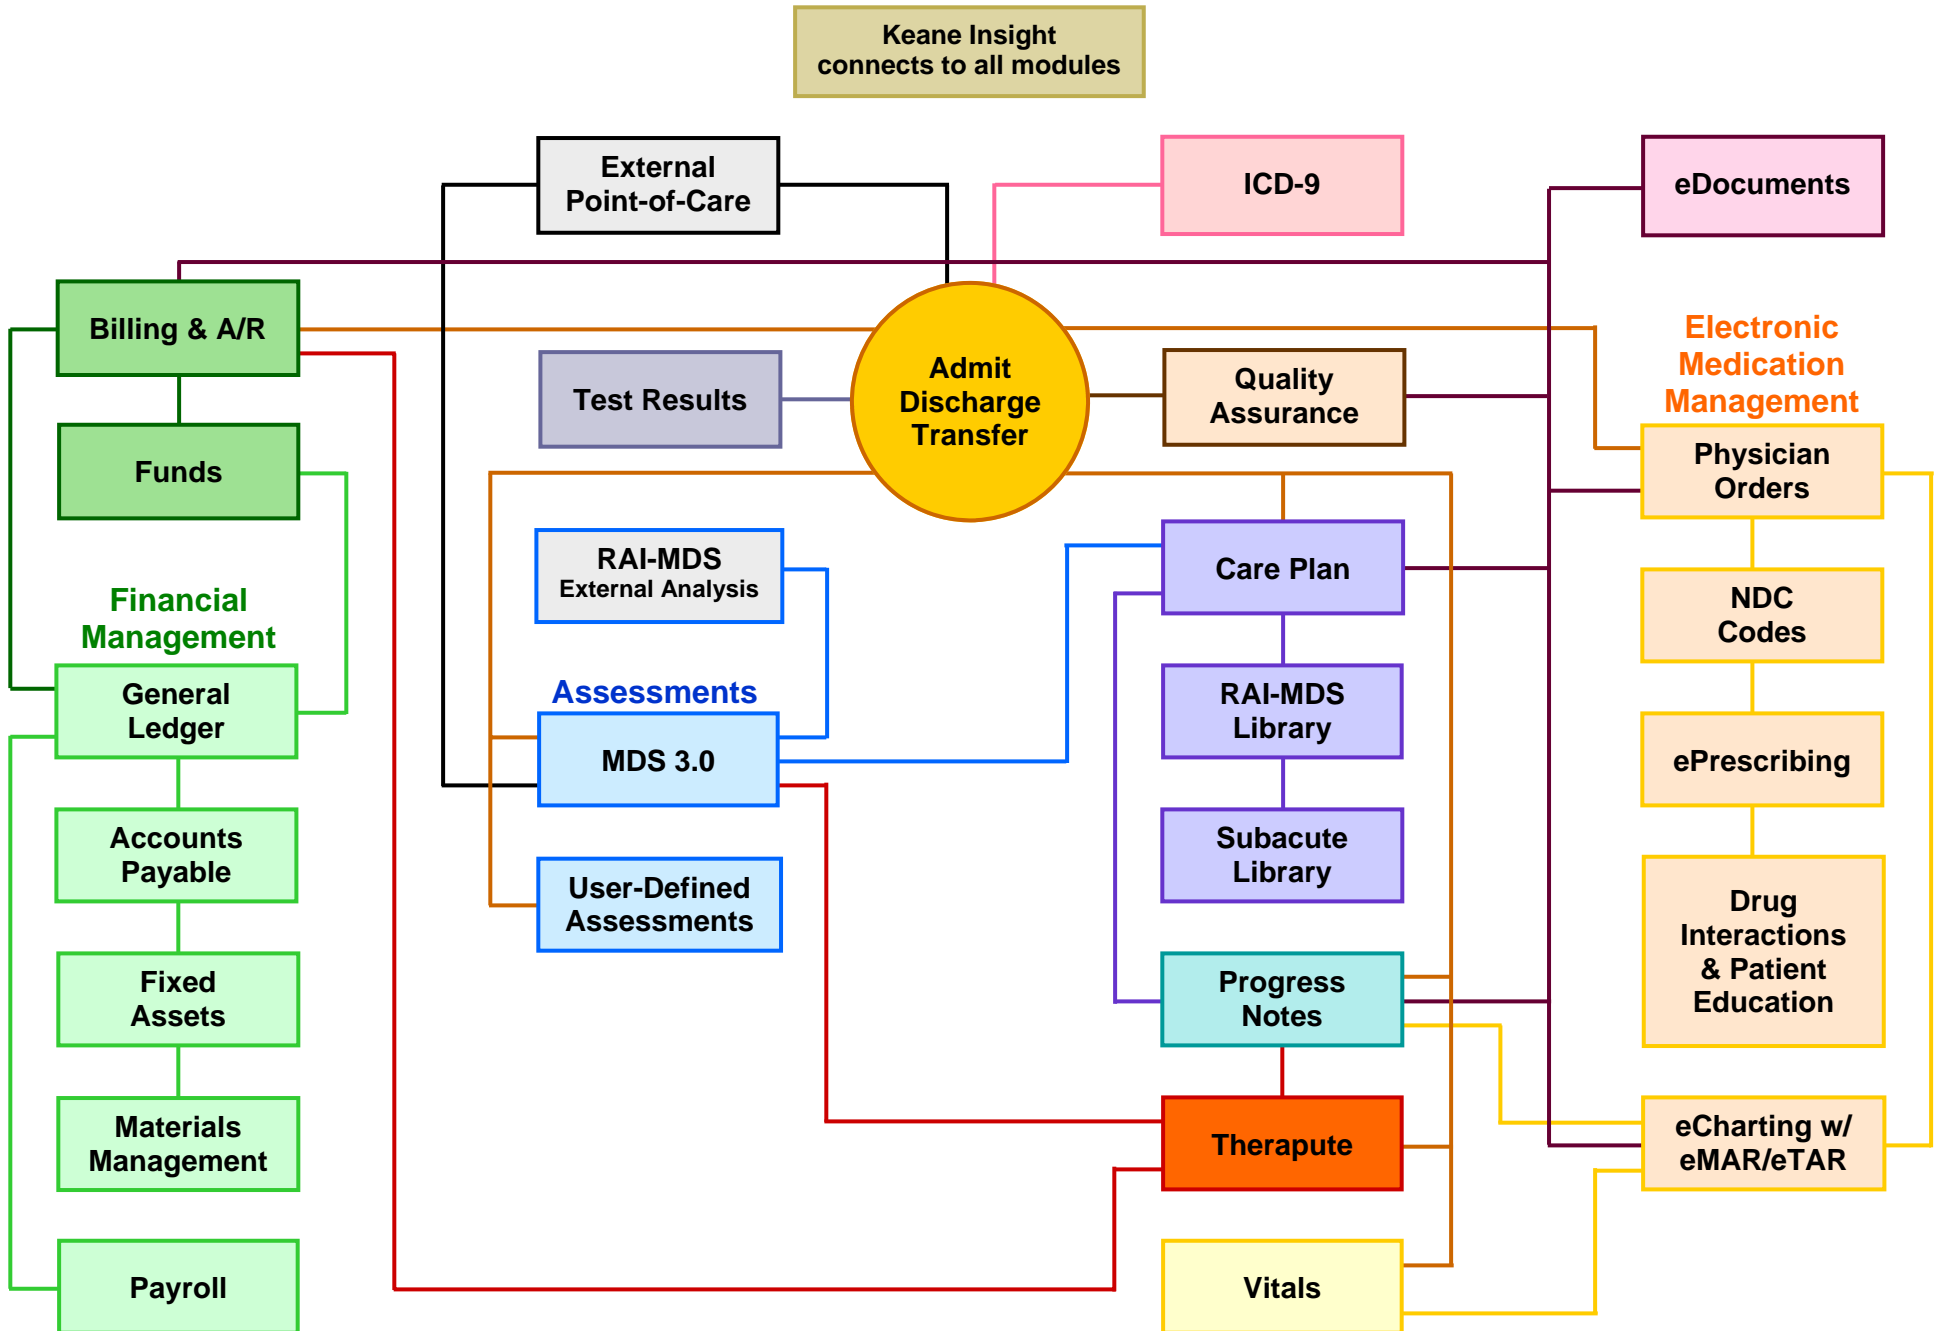 Keane Insight
connects to all modules
External
Point-of-Care
ICD-9
eDocuments
Billing & A/R
Admit
Discharge
Transfer
Test Results
Quality
Assurance
Electronic
Medication
Management
Funds
Physician
Orders
RAI-MDS
External Analysis
Care Plan
NDC
Codes
Financial
Management
General
Ledger
Assessments
MDS 3.0
RAI-MDS
Library
ePrescribing
Accounts
Payable
User-Defined
Assessments
Subacute
Library
Drug
Interactions
& Patient
Education
Fixed
Assets
Progress
Notes
Materials
Management
Therapute
eCharting w/
eMAR/eTAR
Payroll
Vitals